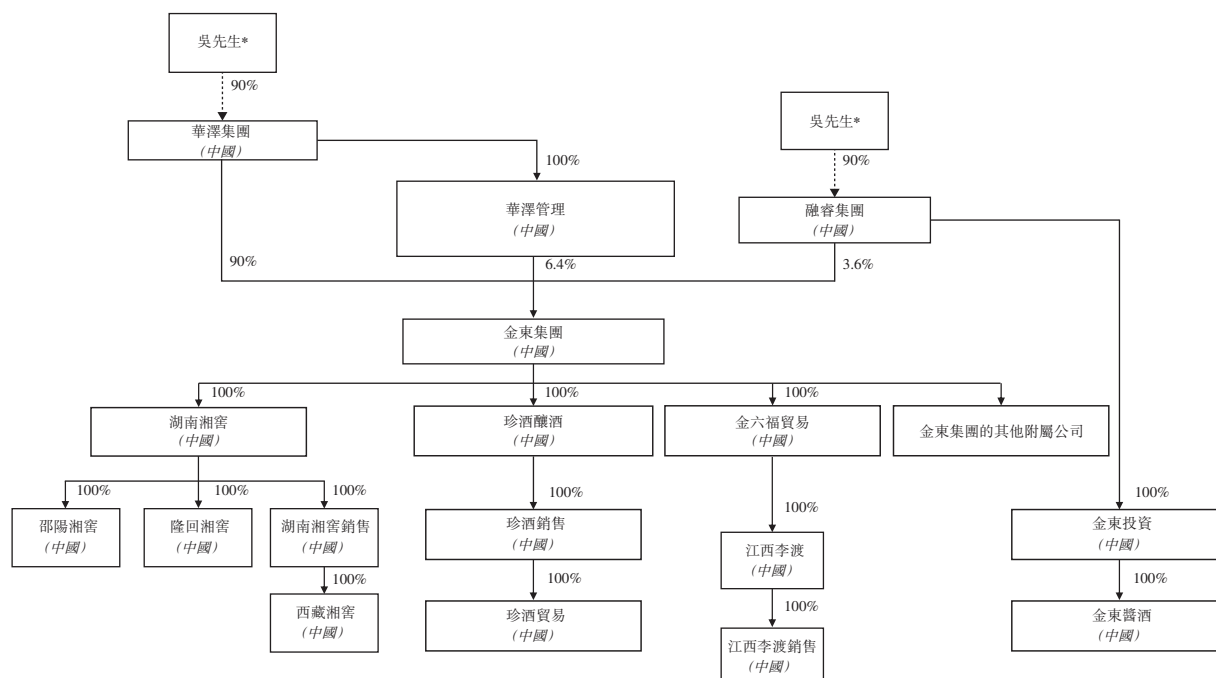 吳先生*
90%
華澤集團
（中國）
100%
吳先生*
90%
華澤管理
（中國）
融睿集團
（中國）
90%
6.4%
3.6%
金東集團
（中國）
100%
100%
100%
湖南湘窖
（中國）
珍酒釀酒
（中國）
金六福貿易
（中國）
金東集團的其他附屬公司
100%
100%
100%
100%
100%
100%
邵陽湘窖
（中國）
隆回湘窖
（中國）
湖南湘窖銷售
（中國）
珍酒銷售
（中國）
江西李渡
（中國）
金東投資
（中國）
100%
100%
100%
100%
西藏湘窖
（中國）
珍酒貿易
（中國）
江西李渡銷售
（中國）
金東醬酒
（中國）